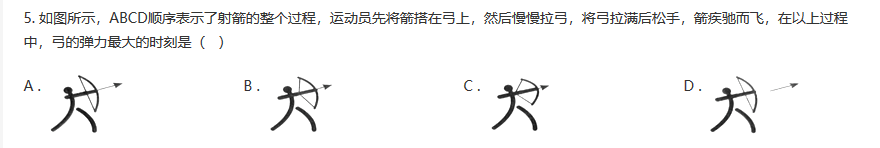 5. 如图所示，ABCD顺序表示了射箭的整个过程，运动员先将箭搭在弓上，然后慢慢拉弓，将弓拉满后松手，箭疾驰而飞，在以上过程
中，弓的弹力最大的时刻是（　）
A. B. C. D.